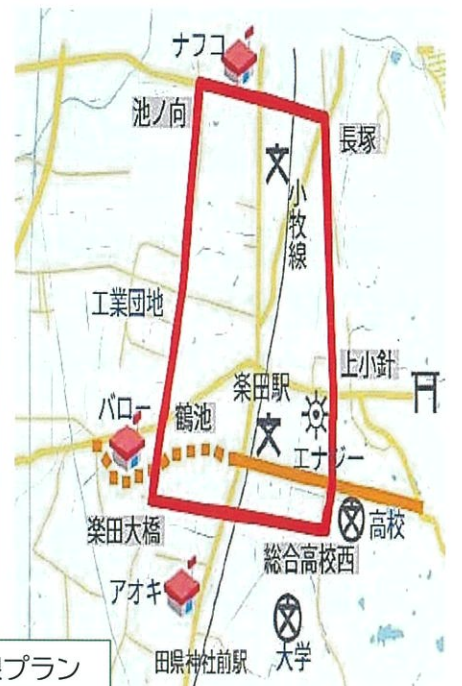 ナフコ
池ノ向
長塚
小牧線
工業団地
上小針
楽田駅
バロー
鶴池
エナジー
楽田大橋
高校
総合高校西
アオキ
田県神社前駅
大学
プラン